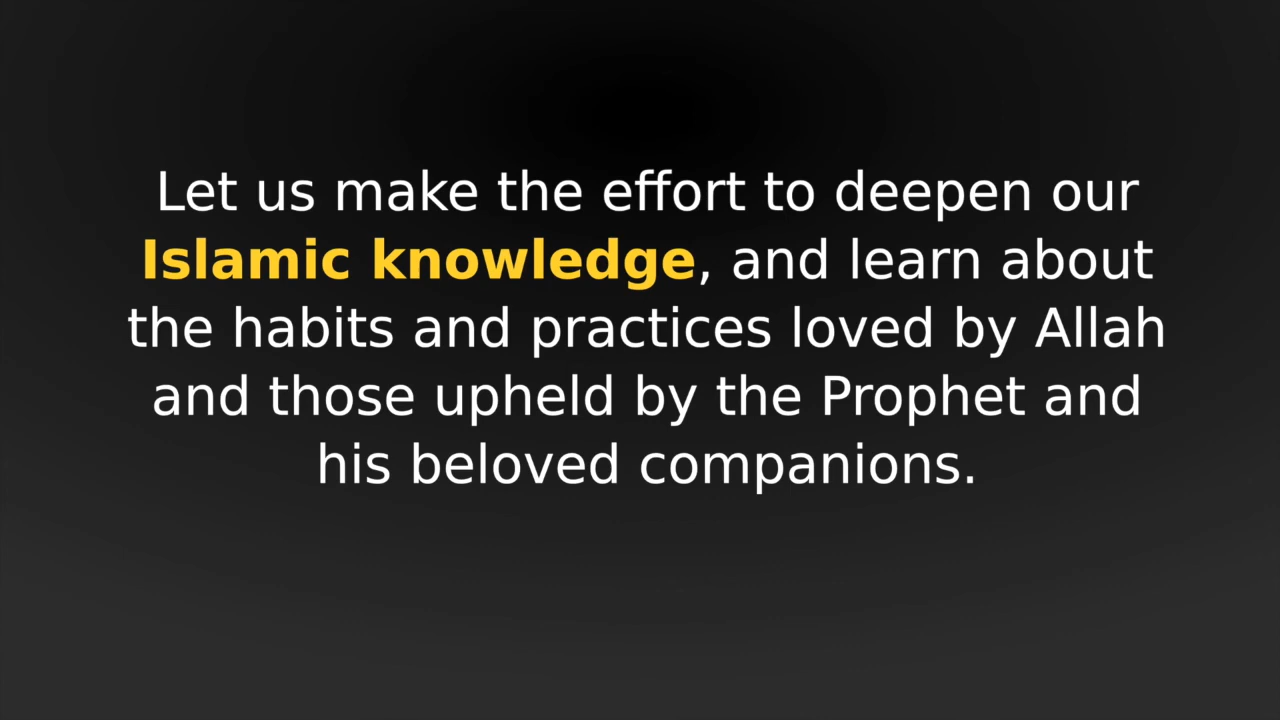 Let us make the effort to deepen our
Islamic knowledge, and learn about
the habits and practices loved by Allah
and those upheld by the Prophet and
his beloved companions.